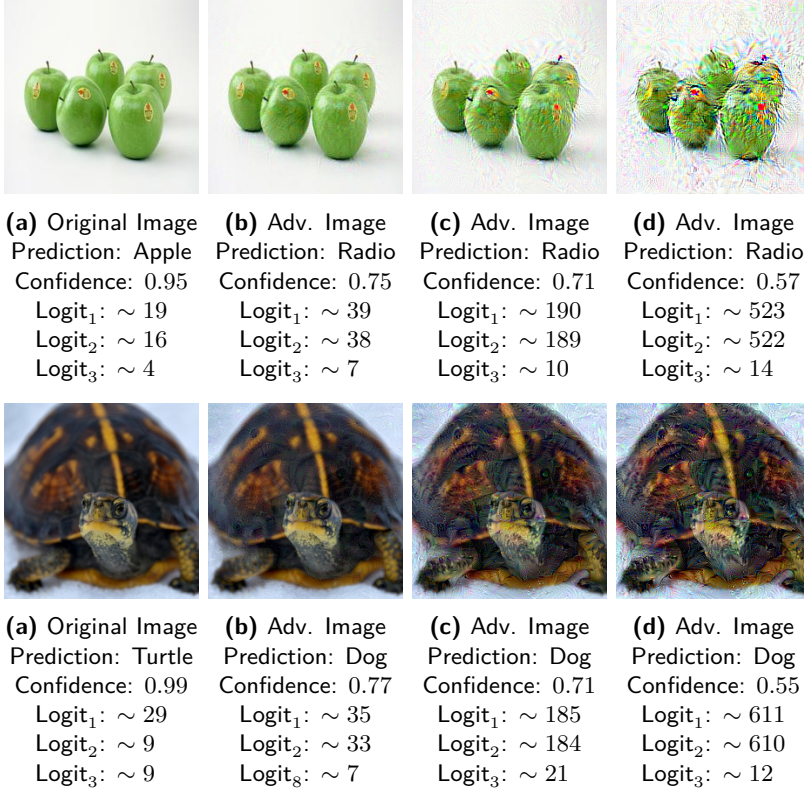 (a) Original Image (b) Adv. Image (c) Adv. Image (d) Adv. Image
Prediction: Apple Prediction: Radio Prediction: Radio Prediction: Radio
Confidence: 0.95 Confidence: 0.75 Confidence: 0.71 Confidence: 0.57
Logit₁: ∼ 19 Logit₁: ∼ 39 Logit₁: ∼ 190 Logit₁: ∼ 523
Logit₂: ∼ 16 Logit₂: ∼ 38 Logit₂: ∼ 189 Logit₂: ∼ 522
Logit₃: ∼ 4 Logit₃: ∼ 7 Logit₃: ∼ 10 Logit₃: ∼ 14
(a) Original Image (b) Adv. Image (c) Adv. Image (d) Adv. Image
Prediction: Turtle Prediction: Dog Prediction: Dog Prediction: Dog
Confidence: 0.99 Confidence: 0.77 Confidence: 0.71 Confidence: 0.55
Logit₁: ∼ 29 Logit₁: ∼ 35 Logit₁: ∼ 185 Logit₁: ∼ 611
Logit₂: ∼ 9 Logit₂: ∼ 33 Logit₂: ∼ 184 Logit₂: ∼ 610
Logit₃: ∼ 9 Logit₈: ∼ 7 Logit₃: ∼ 21 Logit₃: ∼ 12